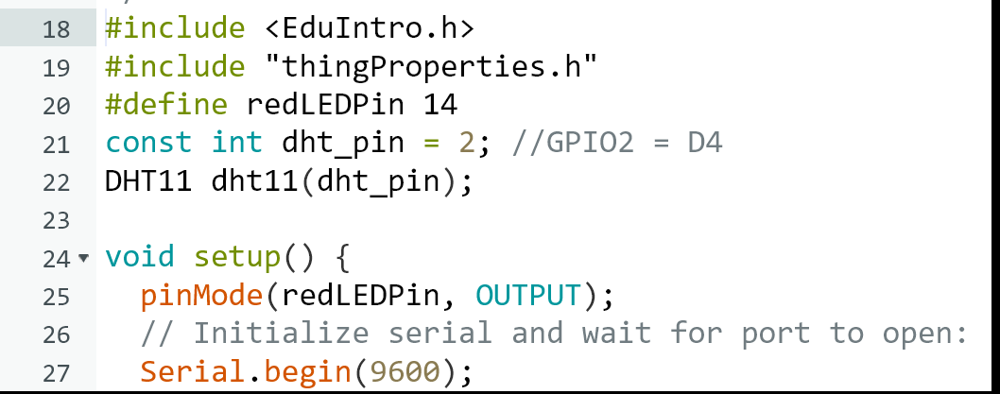 18 #include <EduIntro.h>
19 #include "thingProperties.h"
20 #define redLEDPin 14
21 const int dht_pin = 2; //GPIO2 = D4
22 DHT11 dht11(dht_pin);
23
24 void setup() {
25 pinMode(redLEDPin, OUTPUT);
26 // Initialize serial and wait for port to open:
27 Serial.begin(9600);